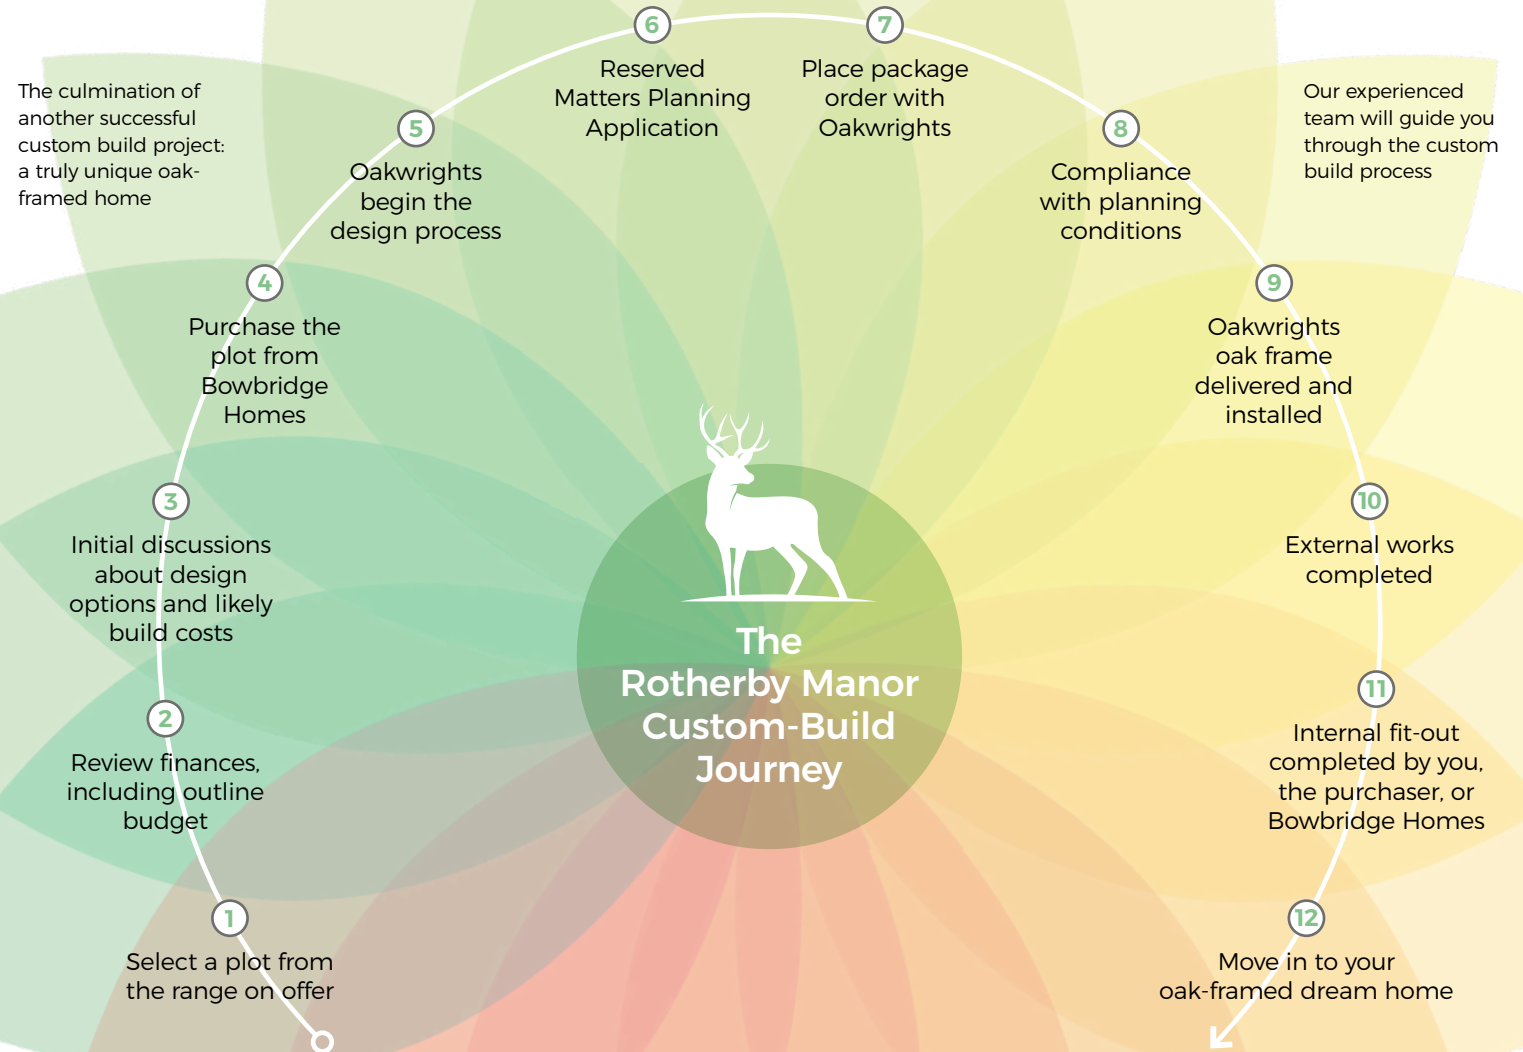 The culmination of
another successful
custom build project:
a truly unique oak-
framed home
Our experienced
team will guide you
through the custom
build process
The
Rotherby Manor
Custom-Build
Journey
1
Select a plot from
the range on offer
2
Review finances,
including outline
budget
3
Initial discussions
about design
options and likely
build costs
4
Purchase the
plot from
Bowbridge
Homes
5
Oakwrights
begin the
design process
6
Reserved
Matters Planning
Application
7
Place package
order with
Oakwrights
8
Compliance
with planning
conditions
9
Oakwrights
oak frame
delivered and
installed
10
External works
completed
11
Internal fit-out
completed by you,
the purchaser, or
Bowbridge Homes
12
Move in to your
oak-framed dream home